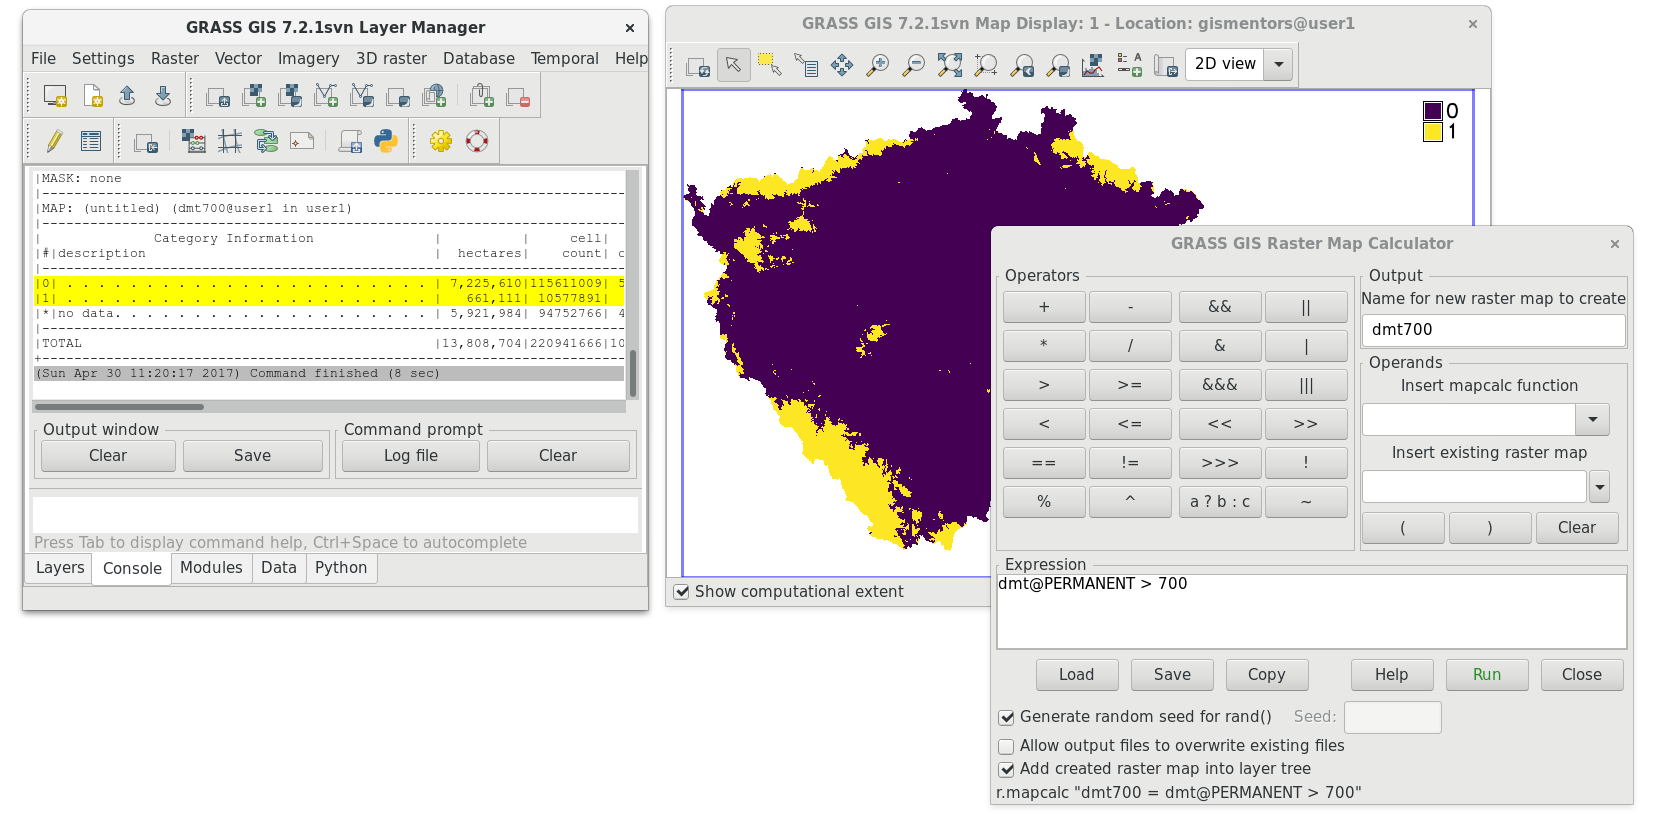 GRASS GIS 7.2.1svn Layer Manager
File Settings Raster Vector Imagery 3D raster Database Temporal Help
|MASK: none
|MAP: (untitled) (dmt700@user1 in user1)
| Category Information | | cell|
|#|description | hectares| count| c
|0| . . . . . . . . . . . . . . . . . . . . . . . | 7,225,610|115611009| 5
|1| . . . . . . . . . . . . . . . . . . . . . . . | 661,111| 10577891|
|*|no data. . . . . . . . . . . . . . . . . . . . | 5,921,984| 94752766| 4
|TOTAL |13,808,704|220941666|10
(Sun Apr 30 11:20:17 2017) Command finished (8 sec)
Output window
Clear Save
Command prompt
Log file Clear
Press Tab to display command help, Ctrl+Space to autocomplete
Layers Console Modules Data Python
GRASS GIS 7.2.1svn Map Display: 1 - Location: gismentors@user1
2D view
0
1
Show computational extent
GRASS GIS Raster Map Calculator
Operators
+ - && ||
* / & |
> >= &&& |||
< <= << >>
== != >>> !
% ^ a ? b : c ~
Output
Name for new raster map to create
dmt700
Operands
Insert mapcalc function
Insert existing raster map
( ) Clear
Expression
dmt@PERMANENT > 700
Load Save Copy Help Run Close
Generate random seed for rand() Seed:
Allow output files to overwrite existing files
Add created raster map into layer tree
r.mapcalc "dmt700 = dmt@PERMANENT > 700"